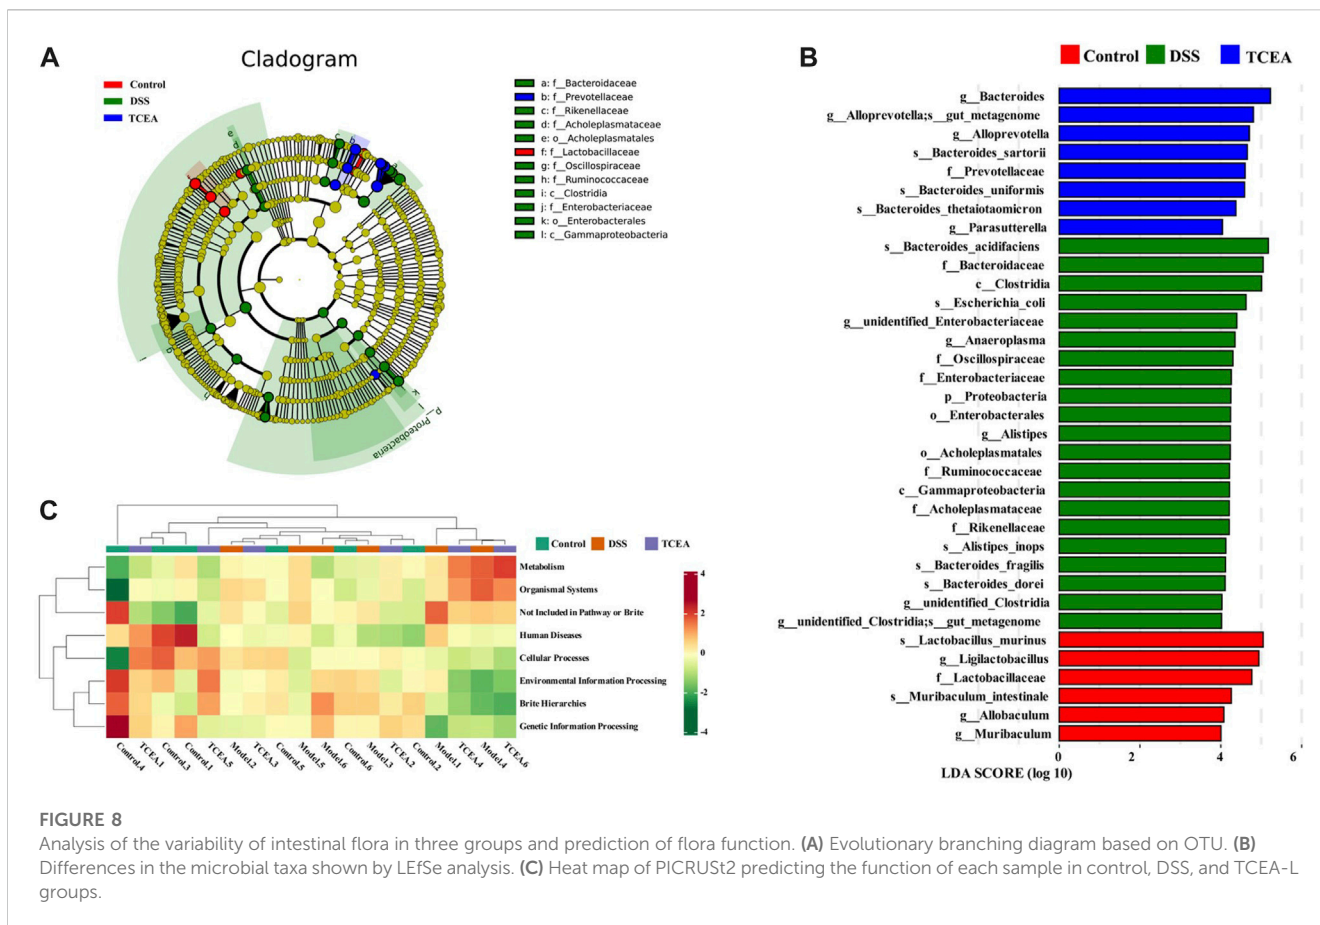 A
Cladogram
Control
DSS
TCEA
a: f__Bacteroidaceae
b: f__Prevotellaceae
c: f__Rikenellaceae
d: f__Acholeplasmataceae
e: o__Acholeplasmatales
f: f__Lactobacillaceae
g: f__Oscillospiraceae
h: f__Ruminococcaceae
i: c__Clostridia
j: f__Enterobacteriaceae
k: o__Enterobacterales
l: c__Gammaproteobacteria
p__Proteobacteria
B
Control DSS TCEA
g__Bacteroides
g__Alloprevotella;s__gut_metagenome
g__Alloprevotella
s__Bacteroides_sartorii
f__Prevotellaceae
s__Bacteroides_uniformis
s__Bacteroides_thetaiotaomicron
g__Parasutterella
s__Bacteroides_acidifaciens
f__Bacteroidaceae
c__Clostridia
s__Escherichia_coli
g__unidentified_Enterobacteriaceae
g__Anaeroplasma
f__Oscillospiraceae
f__Enterobacteriaceae
p__Proteobacteria
o__Enterobacterales
g__Alistipes
o__Acholeplasmatales
f__Ruminococcaceae
c__Gammaproteobacteria
f__Acholeplasmataceae
f__Rikenellaceae
s__Alistipes_inops
s__Bacteroides_fragilis
s__Bacteroides_dorei
g__unidentified_Clostridia
g__unidentified_Clostridia;s__gut_metagenome
s__Lactobacillus_murinus
g__Ligilactobacillus
f__Lactobacillaceae
s__Muribaculum_intestinale
g__Allobaculum
g__Muribaculum
0 2 4 6
LDA SCORE (log 10)
C
Control DSS TCEA
Metabolism
Organismal Systems
Not Included in Pathway or Brite
Human Diseases
Cellular Processes
Environmental Information Processing
Brite Hierarchies
Genetic Information Processing
4
2
0
-2
-4
Control.4
TCEA.1
Control.3
Control.1
TCEA.5
Model.2
TCEA.3
Control.5
Model.5
Model.6
Control.6
Model.3
TCEA.2
Control.2
Model.1
TCEA.4
Model.4
TCEA.6
FIGURE 8
Analysis of the variability of intestinal flora in three groups and prediction of flora function. (A) Evolutionary branching diagram based on OTU. (B)
Differences in the microbial taxa shown by LEfSe analysis. (C) Heat map of PICRUSt2 predicting the function of each sample in control, DSS, and TCEA-L
groups.